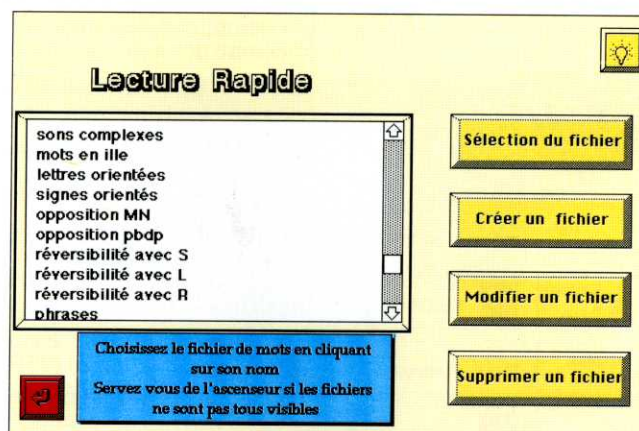 Lecture Rapide
sons complexes
mots en ille
lettres orientées
signes orientés
opposition MN
opposition pbdp
réversibilité avec S
réversibilité avec L
réversibilité avec R
phrases
Sélection du fichier
Créer un fichier
Modifier un fichier
Supprimer un fichier
Choisissez le fichier de mots en cliquant
sur son nom
Servez vous de l'ascenseur si les fichiers
ne sont pas tous visibles